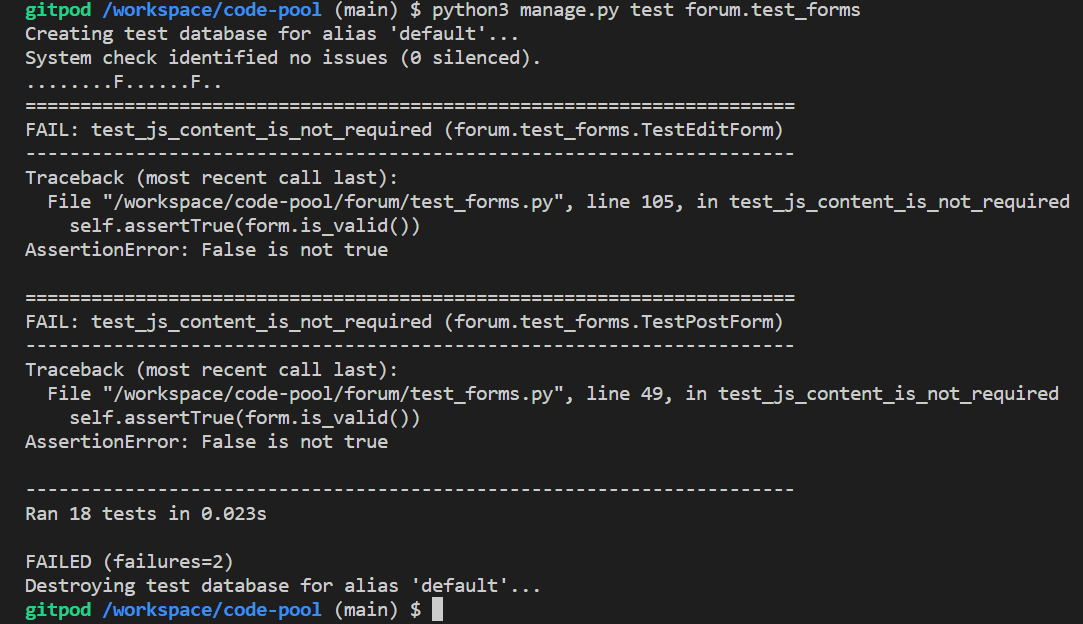 gitpod /workspace/code-pool (main) $ python3 manage.py test forum.test_forms
Creating test database for alias 'default'...
System check identified no issues (0 silenced).
........F......F..
======================================================================
FAIL: test_js_content_is_not_required (forum.test_forms.TestEditForm)
----------------------------------------------------------------------
Traceback (most recent call last):
  File "/workspace/code-pool/forum/test_forms.py", line 105, in test_js_content_is_not_required
    self.assertTrue(form.is_valid())
AssertionError: False is not true

======================================================================
FAIL: test_js_content_is_not_required (forum.test_forms.TestPostForm)
----------------------------------------------------------------------
Traceback (most recent call last):
  File "/workspace/code-pool/forum/test_forms.py", line 49, in test_js_content_is_not_required
    self.assertTrue(form.is_valid())
AssertionError: False is not true

----------------------------------------------------------------------
Ran 18 tests in 0.023s

FAILED (failures=2)
Destroying test database for alias 'default'...
gitpod /workspace/code-pool (main) $